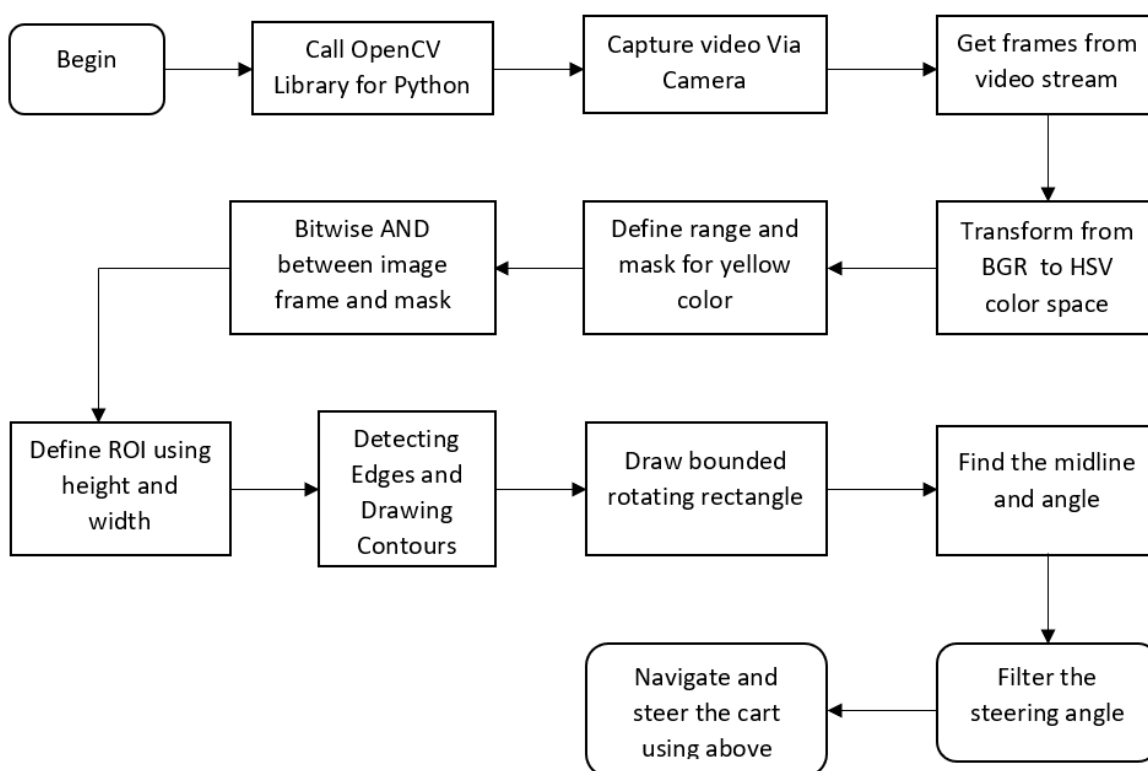 Begin
Call OpenCV
Library for Python
Capture video Via
Camera
Get frames from
video stream
Transform from
BGR to HSV
color space
Define range and
mask for yellow
color
Bitwise AND
between image
frame and mask
Define ROI using
height and
width
Detecting
Edges and
Drawing
Contours
Draw bounded
rotating rectangle
Find the midline
and angle
Filter the
steering angle
Navigate and
steer the cart
using above